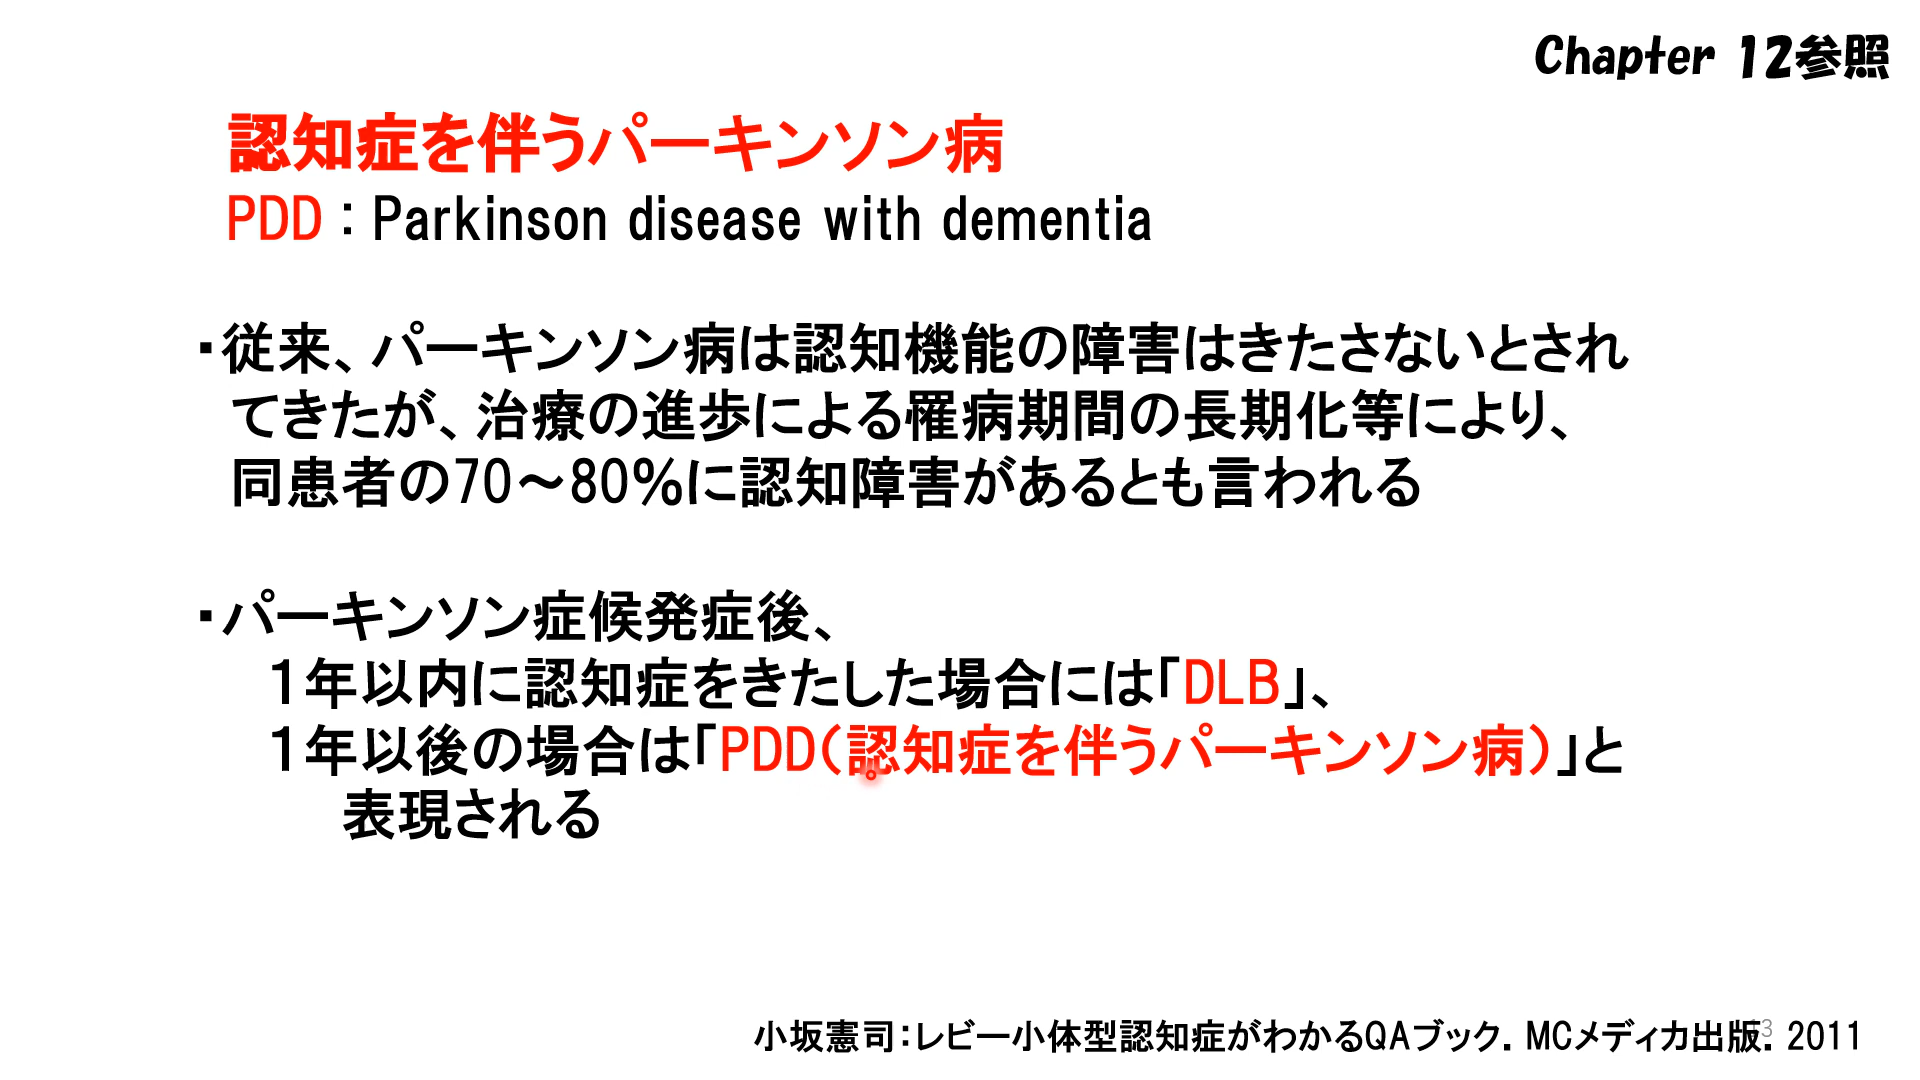 Chapter 12参照
認知症を伴うパーキンソン病
PDD：Parkinson disease with dementia
・従来、パーキンソン病は認知機能の障害はきたさないとされ
てきたが、治療の進歩による罹病期間の長期化等により、
同患者の70～80％に認知障害があるとも言われる
・パーキンソン症候発症後、
１年以内に認知症をきたした場合には「DLB」、
１年以後の場合は「PDD（認知症を伴うパーキンソン病）」と
表現される
小坂憲司：レビー小体型認知症がわかるQAブック. MCメディカ出版. 2011